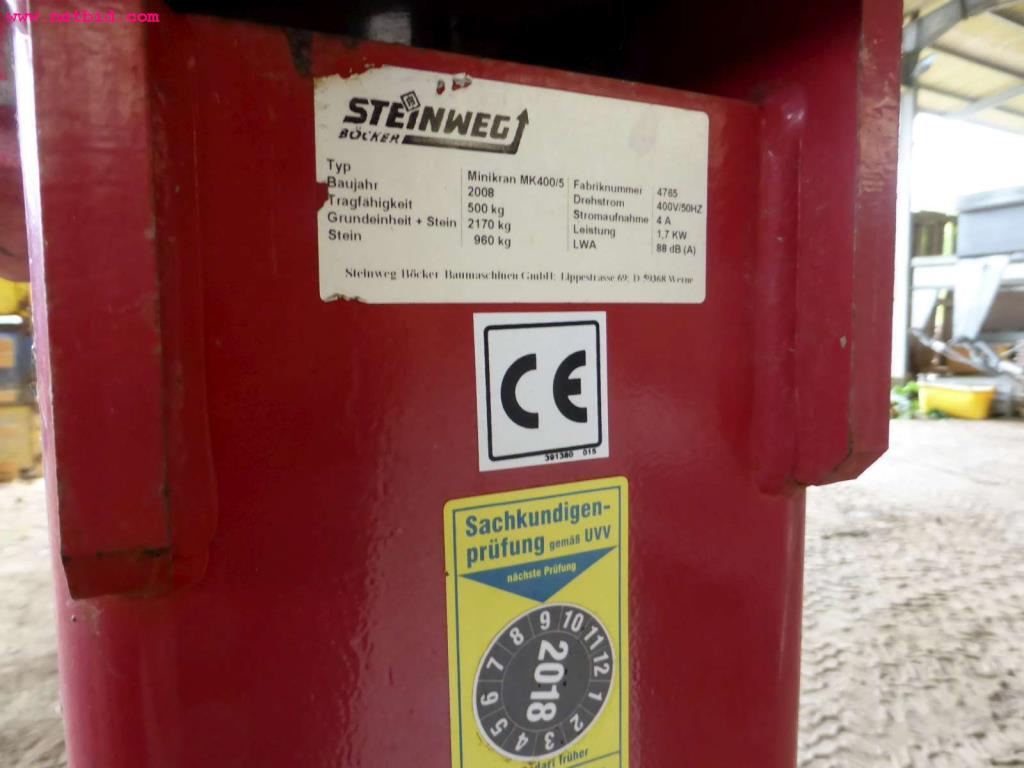 www.netbid.com
STEINWEG
BÖCKER
Typ Minikran MK400/5 Fabriknummer 4765
Baujahr 2008 Drehstrom 400V/50HZ
Tragfähigkeit 500 kg Stromaufnahme 4 A
Grundeinheit + Stein 2170 kg Leistung 1,7 KW
Stein 960 kg LWA 88 dB (A)
Steinweg Böcker Baumaschinen GmbH; Lippestrasse 69; D-59368 Werne
CE
391380 015
Sachkundigen-
prüfung gemäß UVV
nächste Prüfung
1 2 3 4 5 6 7 8 9 10 11 12
2018
darf früher